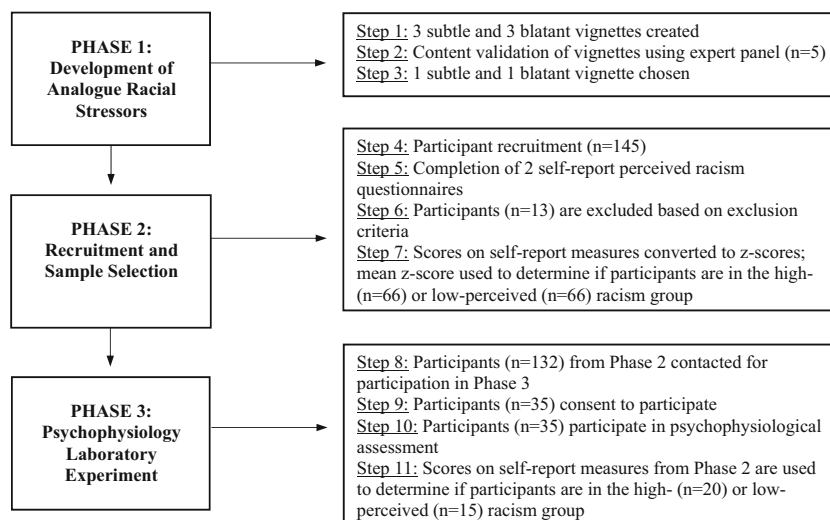 PHASE 1:
Development of
Analogue Racial
Stressors
Step 1: 3 subtle and 3 blatant vignettes created
Step 2: Content validation of vignettes using expert panel (n=5)
Step 3: 1 subtle and 1 blatant vignette chosen
PHASE 2:
Recruitment and
Sample Selection
Step 4: Participant recruitment (n=145)
Step 5: Completion of 2 self-report perceived racism
questionnaires
Step 6: Participants (n=13) are excluded based on exclusion
criteria
Step 7: Scores on self-report measures converted to z-scores;
mean z-score used to determine if participants are in the high-
(n=66) or low-perceived (n=66) racism group
PHASE 3:
Psychophysiology
Laboratory
Experiment
Step 8: Participants (n=132) from Phase 2 contacted for
participation in Phase 3
Step 9: Participants (n=35) consent to participate
Step 10: Participants (n=35) participate in psychophysiological
assessment
Step 11: Scores on self-report measures from Phase 2 are used
to determine if participants are in the high- (n=20) or low-
perceived (n=15) racism group